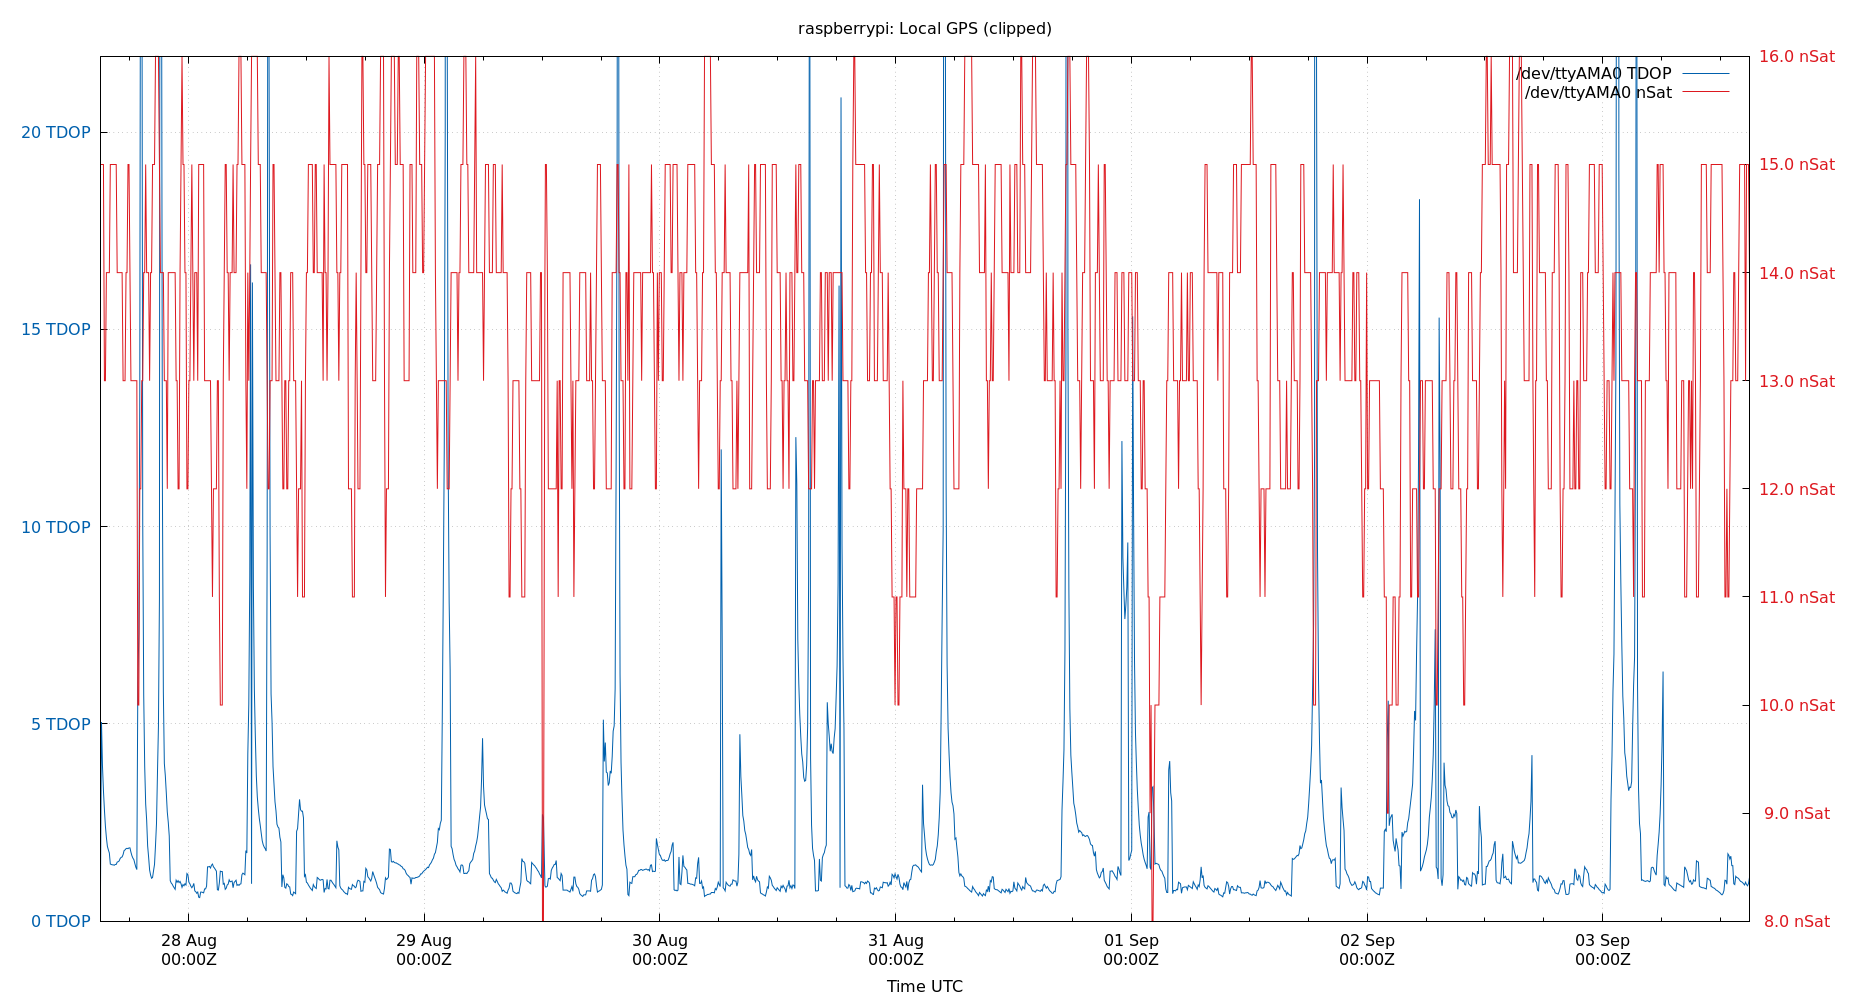 raspberrypi: Local GPS (clipped)
/dev/ttyAMA0 TDOP
/dev/ttyAMA0 nSat
20 TDOP
15 TDOP
10 TDOP
5 TDOP
0 TDOP
16.0 nSat
15.0 nSat
14.0 nSat
13.0 nSat
12.0 nSat
11.0 nSat
10.0 nSat
9.0 nSat
8.0 nSat
28 Aug
00:00Z
29 Aug
00:00Z
30 Aug
00:00Z
31 Aug
00:00Z
01 Sep
00:00Z
02 Sep
00:00Z
03 Sep
00:00Z
Time UTC